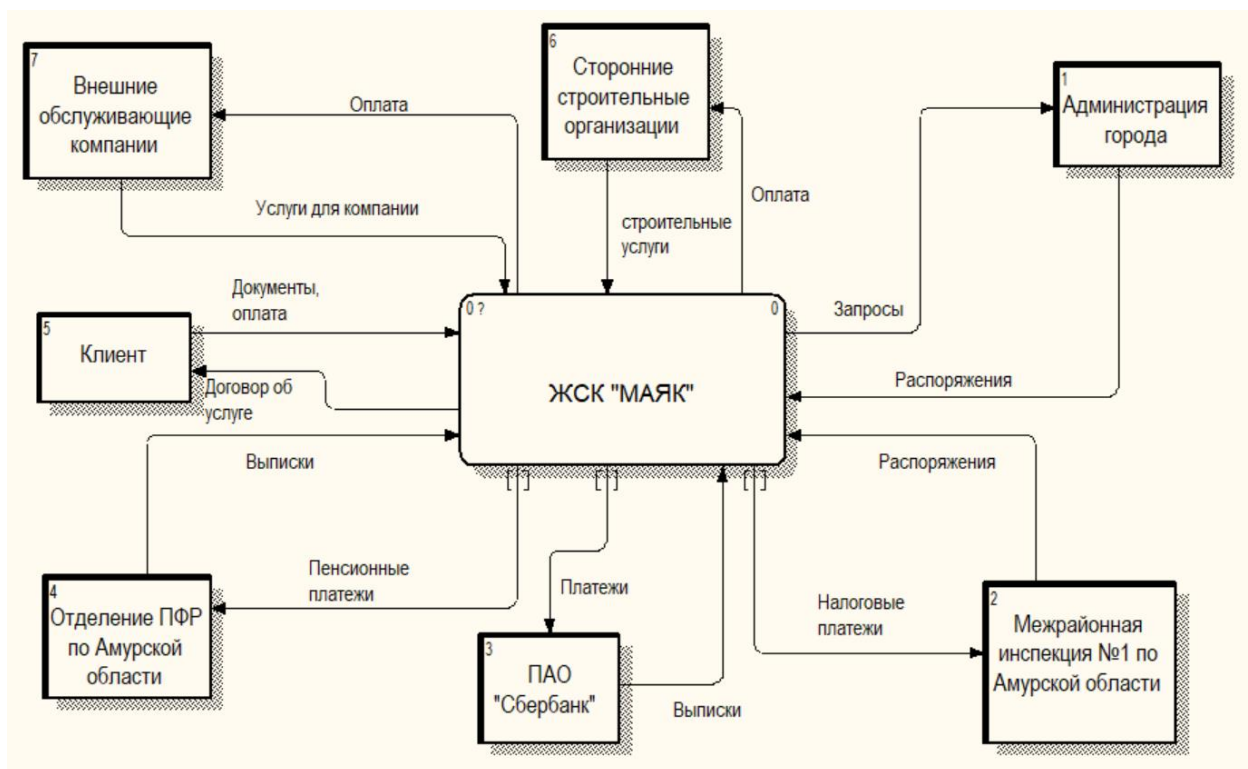 7
Внешние
обслуживающие
компании
Оплата
6
Сторонние
строительные
организации
1
Администрация
города
Услуги для компании
строительные
услуги
Оплата
Документы,
оплата
5
Клиент
Договор об
услуге
0 ?
0
ЖСК "МАЯК"
Запросы
Распоряжения
Выписки
Распоряжения
4
Отделение ПФР
по Амурской
области
Пенсионные
платежи
Платежи
3
ПАО
"Сбербанк"
Выписки
Налоговые
платежи
2
Межрайонная
инспекция №1 по
Амурской области